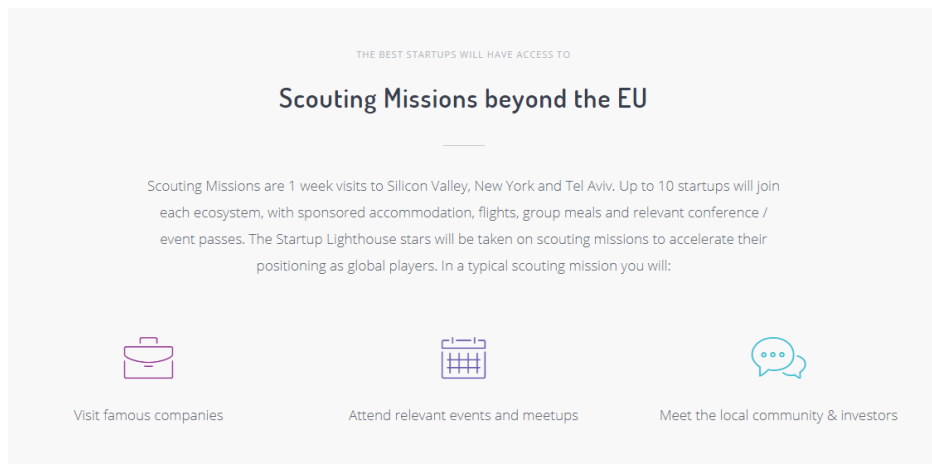 THE BEST STARTUPS WILL HAVE ACCESS TO
Scouting Missions beyond the EU
Scouting Missions are 1 week visits to Silicon Valley, New York and Tel Aviv. Up to 10 startups will join
each ecosystem, with sponsored accommodation, flights, group meals and relevant conference /
event passes. The Startup Lighthouse stars will be taken on scouting missions to accelerate their
positioning as global players. In a typical scouting mission you will:
Visit famous companies
Attend relevant events and meetups
Meet the local community & investors